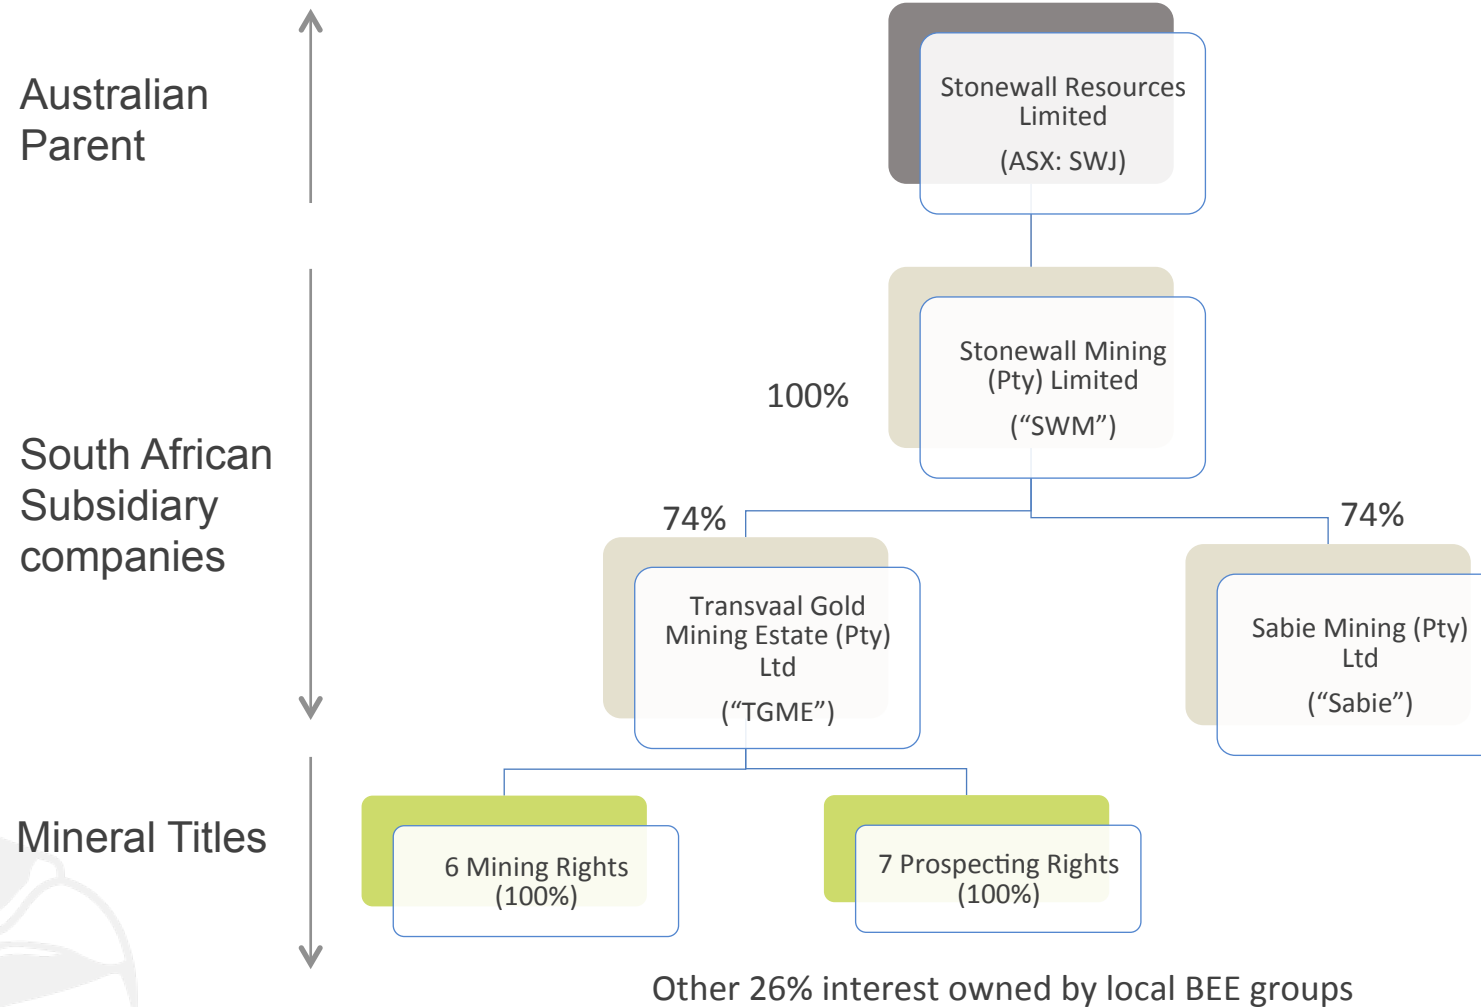 Australian
Parent
Stonewall Resources
Limited
(ASX: SWJ)
South African
Subsidiary
companies
100%
Stonewall Mining
(Pty) Limited
(“SWM”)
74%
74%
Transvaal Gold
Mining Estate (Pty)
Ltd
(“TGME”)
Sabie Mining (Pty)
Ltd
(“Sabie”)
Mineral Titles
6 Mining Rights
(100%)
7 Prospecting Rights
(100%)
Other 26% interest owned by local BEE groups